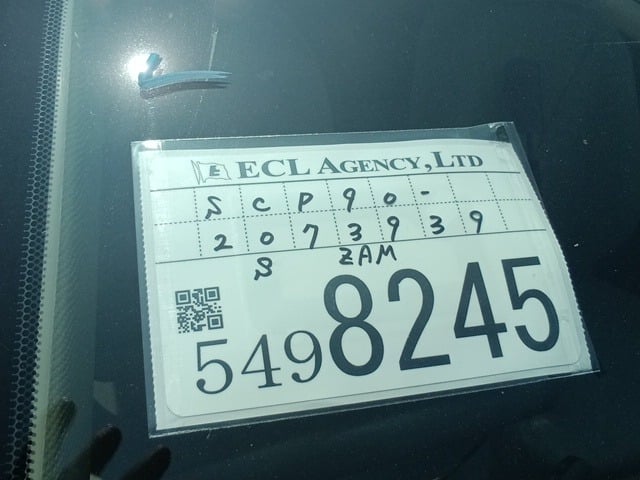 E ECL AGENCY,LTD
SCP90-
2073939
S ZAM
5498245